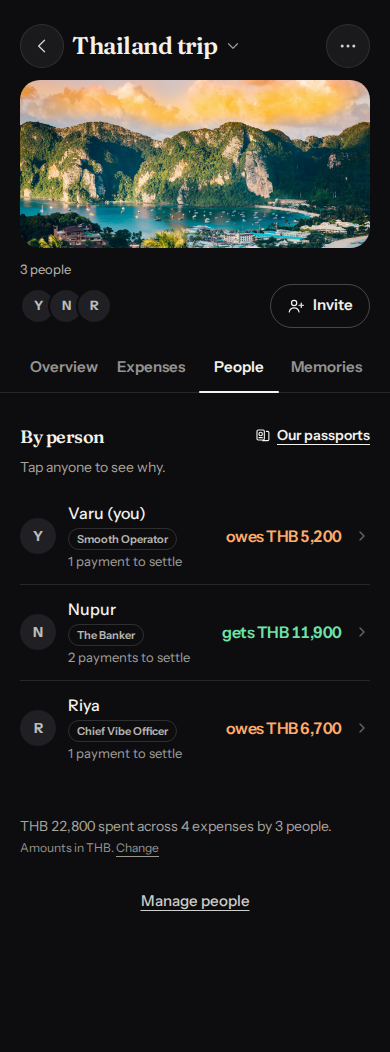 Thailand trip
3 people
Y N R
Invite
Overview Expenses People Memories
By person
Our passports
Tap anyone to see why.
Y
Varu (you)
Smooth Operator
1 payment to settle
owes THB 5,200
N
Nupur
The Banker
2 payments to settle
gets THB 11,900
R
Riya
Chief Vibe Officer
1 payment to settle
owes THB 6,700
THB 22,800 spent across 4 expenses by 3 people.
Amounts in THB. Change
Manage people